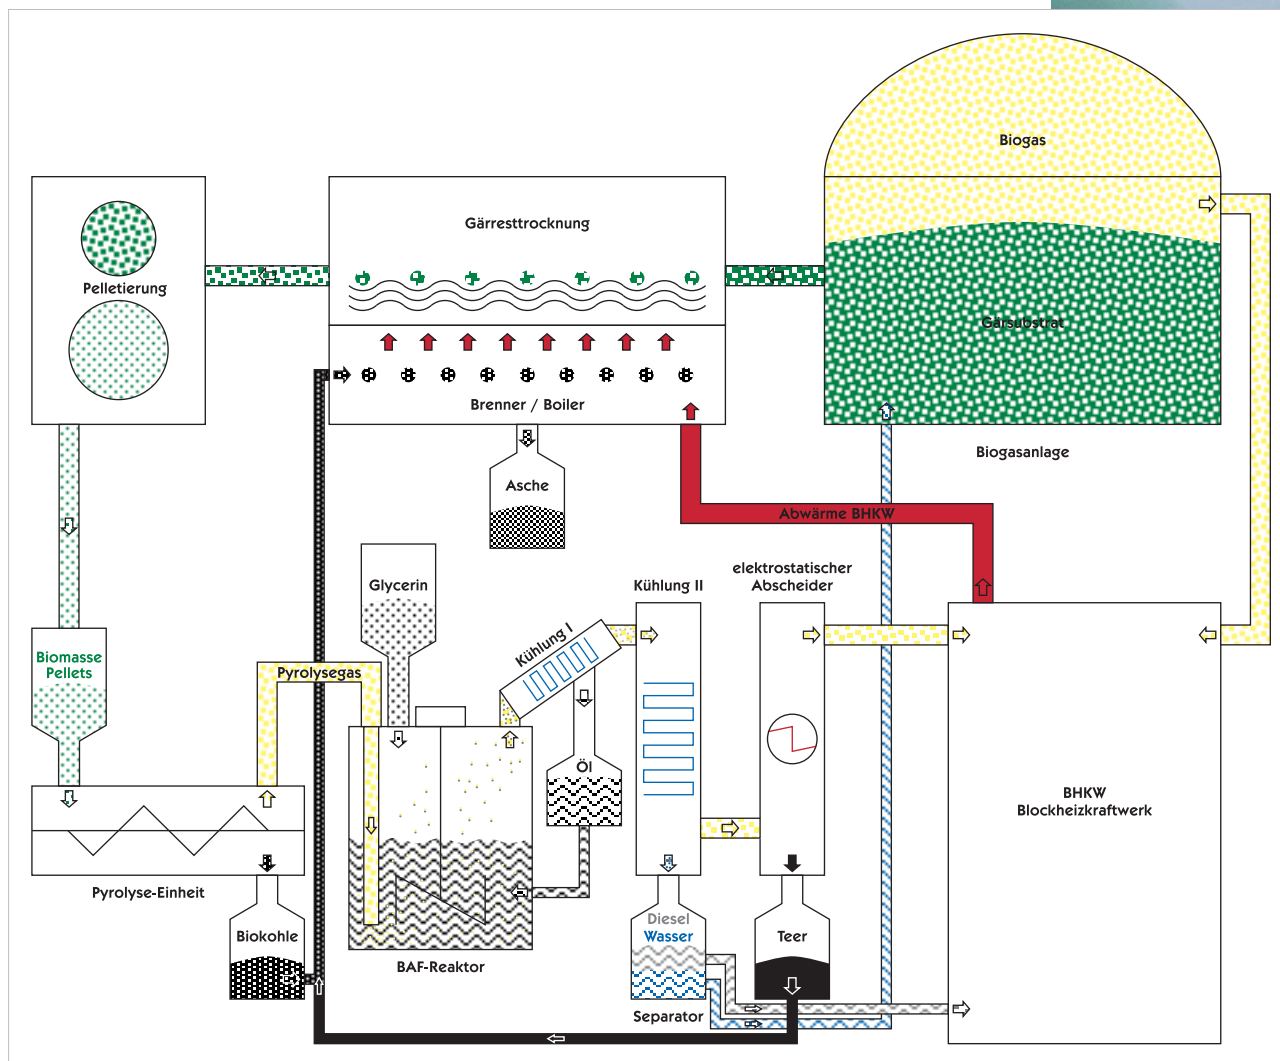 Biogas
Gärresttrocknung
Pelletierung
Gärsubstrat
Brenner / Boiler
Biogasanlage
Asche
Abwärme BHKW
elektrostatischer
Abscheider
Kühlung II
Glycerin
Kühlung I
Biomasse
Pellets
Pyrolysegas
Öl
BHKW
Blockheizkraftwerk
Pyrolyse-Einheit
Diesel
Wasser
Biokohle
Teer
BAF-Reaktor
Separator